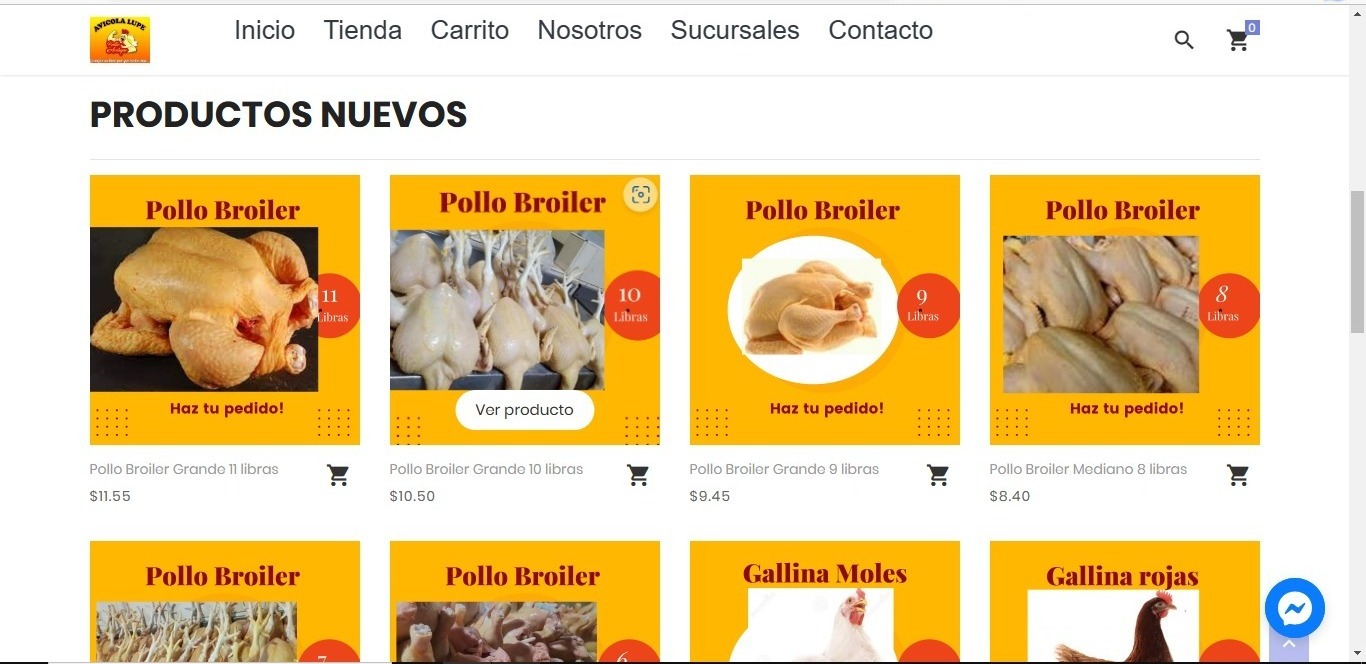 AVICOLA LUPE
Inicio Tienda Carrito Nosotros Sucursales Contacto
0
PRODUCTOS NUEVOS
Pollo Broiler
11
Libras
Haz tu pedido!
Pollo Broiler Grande 11 libras
$11.55
Pollo Broiler
10
Libras
Ver producto
Pollo Broiler Grande 10 libras
$10.50
Pollo Broiler
9
Libras
Haz tu pedido!
Pollo Broiler Grande 9 libras
$9.45
Pollo Broiler
8
Libras
Haz tu pedido!
Pollo Broiler Mediano 8 libras
$8.40
Pollo Broiler
7
Pollo Broiler
6
Gallina Moles
Gallina rojas